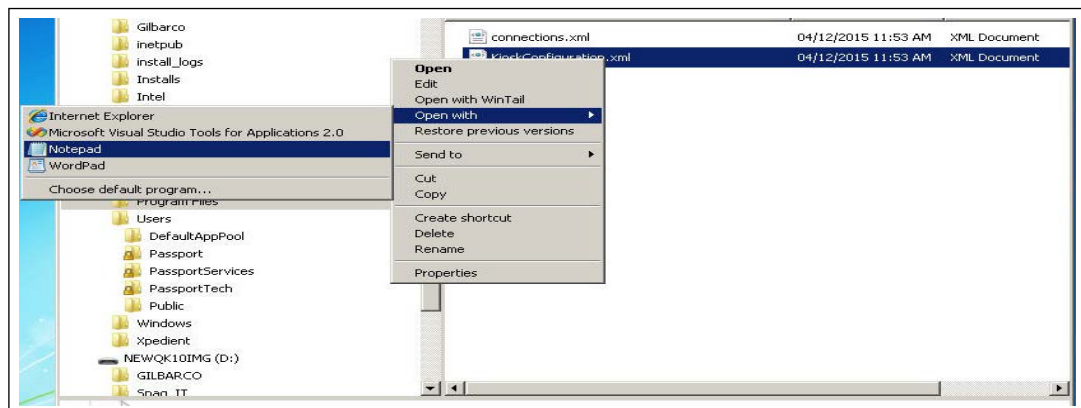 Gilbarco
inetpub
install_logs
Installs
Intel
connections.xml 04/12/2015 11:53 AM XML Document
KioskConfiguration.xml 04/12/2015 11:53 AM XML Document
Open
Edit
Open with WinTail
Open with
Restore previous versions
Send to
Cut
Copy
Create shortcut
Delete
Rename
Properties
Internet Explorer
Microsoft Visual Studio Tools for Applications 2.0
Notepad
WordPad
Choose default program...
Program Files
Users
DefaultAppPool
Passport
PassportServices
PassportTech
Public
Windows
Xpedient
NEWQK10IMG (D:)
GILBARCO
Snap IT